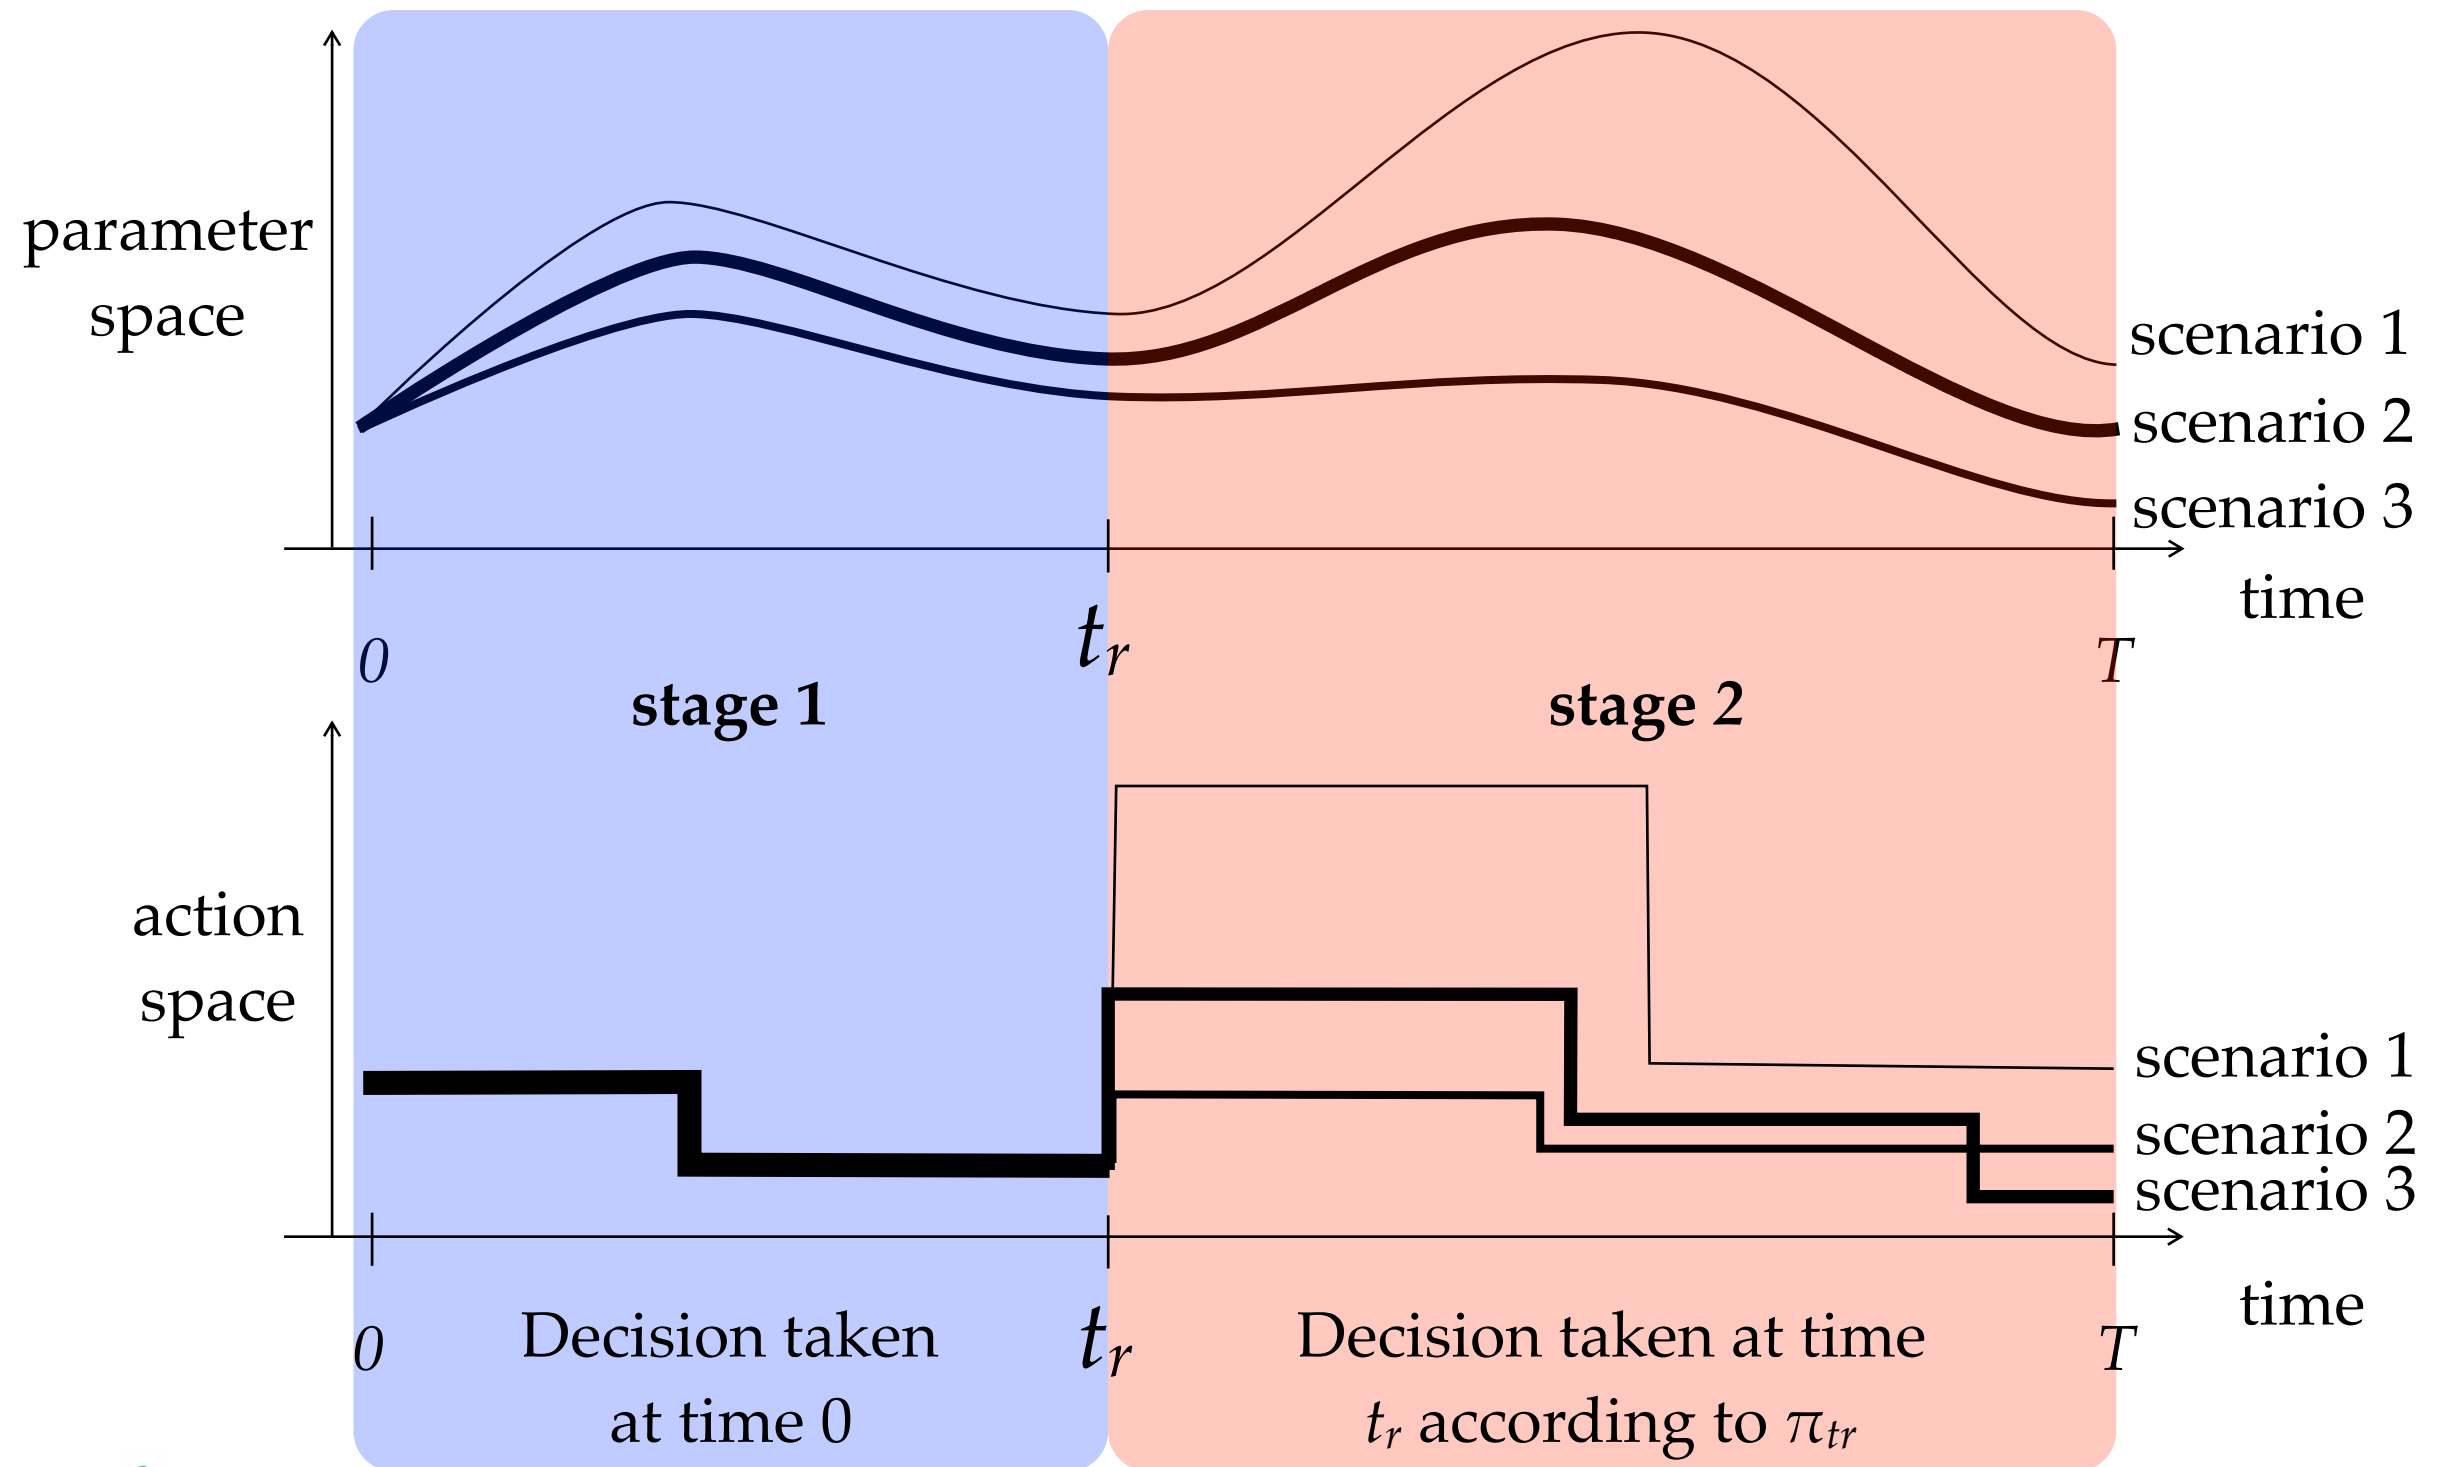 parameter
space
scenario 1
scenario 2
scenario 3
time
0
t_r
T
stage 1
stage 2
action
space
scenario 1
scenario 2
scenario 3
time
0
t_r
T
Decision taken
at time 0
Decision taken at time
t_r according to π_{t_r}